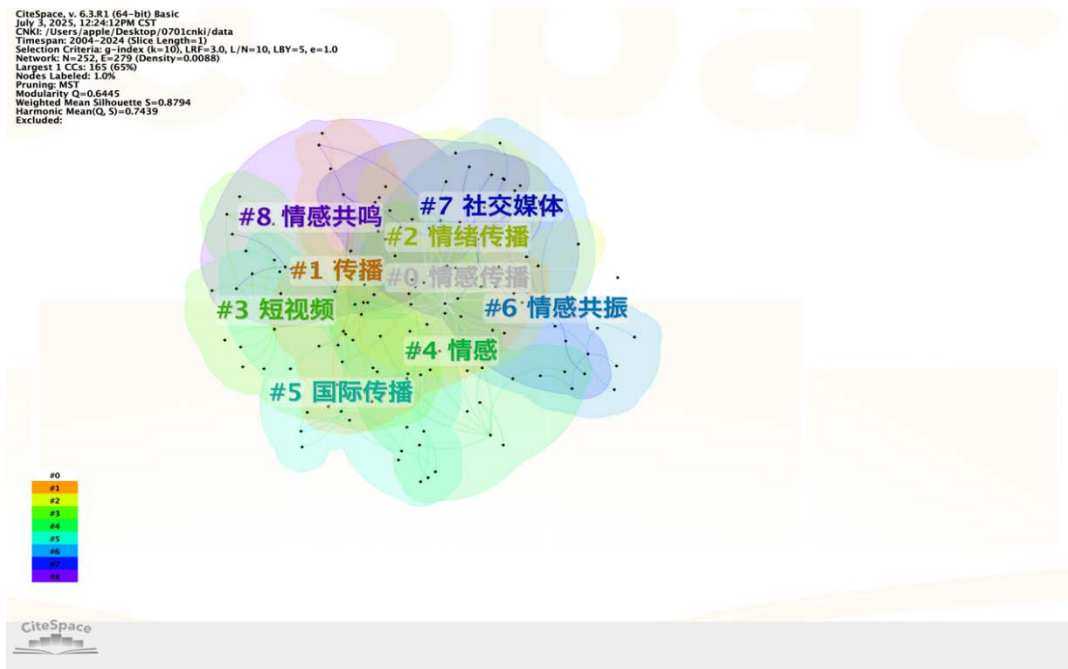 CiteSpace, v. 6.3.R1 (64-bit) Basic
July 3, 2025, 12:24:12PM CST
CNKI: /Users/apple/Desktop/0701cnki/data
Timespan: 2004-2024 (Slice Length=1)
Selection Criteria: g-index (k=10), LRF=3.0, L/N=10, LBY=5, e=1.0
Network: N=252, E=279 (Density=0.0088)
Largest 1 CCs: 165 (65%)
Nodes Labeled: 1.0%
Pruning: MST
Modularity Q=0.6445
Weighted Mean Silhouette S=0.8794
Harmonic Mean(Q, S)=0.7439
Excluded:
#8 情感共鸣
#7 社交媒体
#2 情绪传播
#1 传播
#0 情感传播
#3 短视频
#6 情感共振
#4 情感
#5 国际传播
#0
#1
#2
#3
#4
#5
#6
#7
#8
CiteSpace